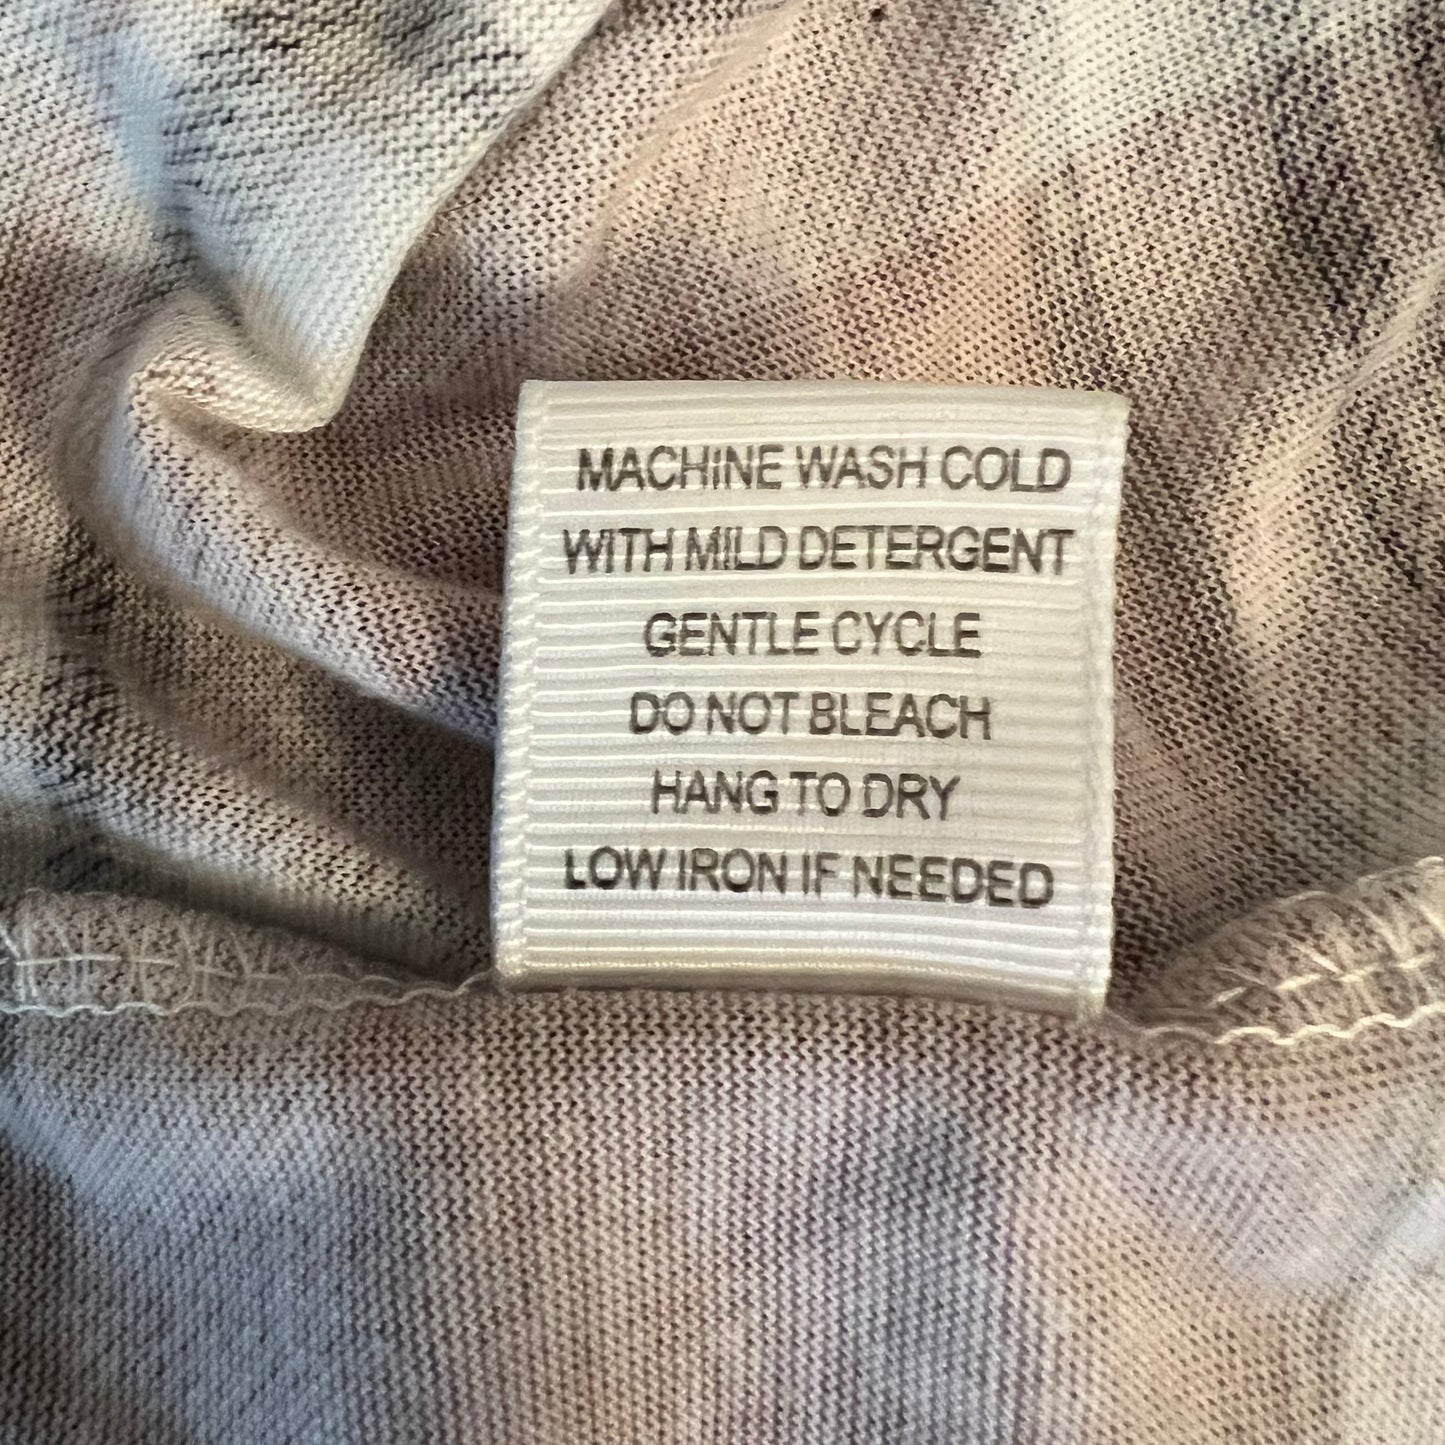 MACHINE WASH COLD
WITH MILD DETERGENT
GENTLE CYCLE
DO NOT BLEACH
HANG TO DRY
LOW IRON IF NEEDED